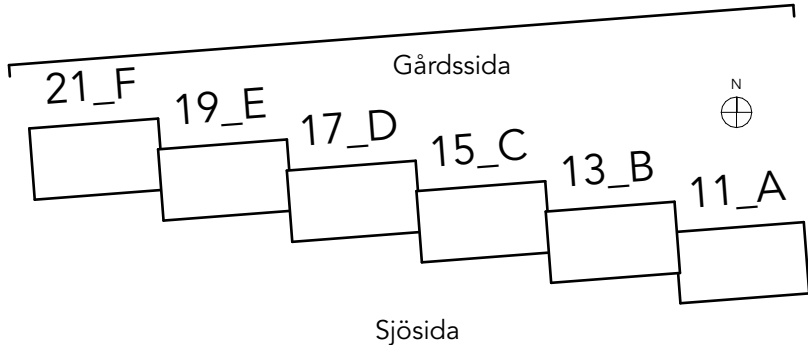 Gårdssida
21_F
19_E
17_D
15_C
13_B
11_A
N
Sjösida